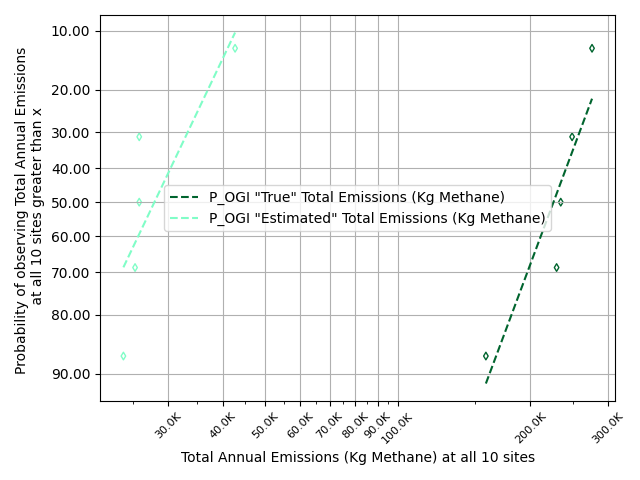 10.00
20.00
30.00
40.00
50.00
60.00
70.00
80.00
90.00
Probability of observing Total Annual Emissions
at all 10 sites greater than x
P_OGI "True" Total Emissions (Kg Methane)
P_OGI "Estimated" Total Emissions (Kg Methane)
30.0K
40.0K
50.0K
60.0K
70.0K
80.0K
90.0K
100.0K
200.0K
300.0K
Total Annual Emissions (Kg Methane) at all 10 sites